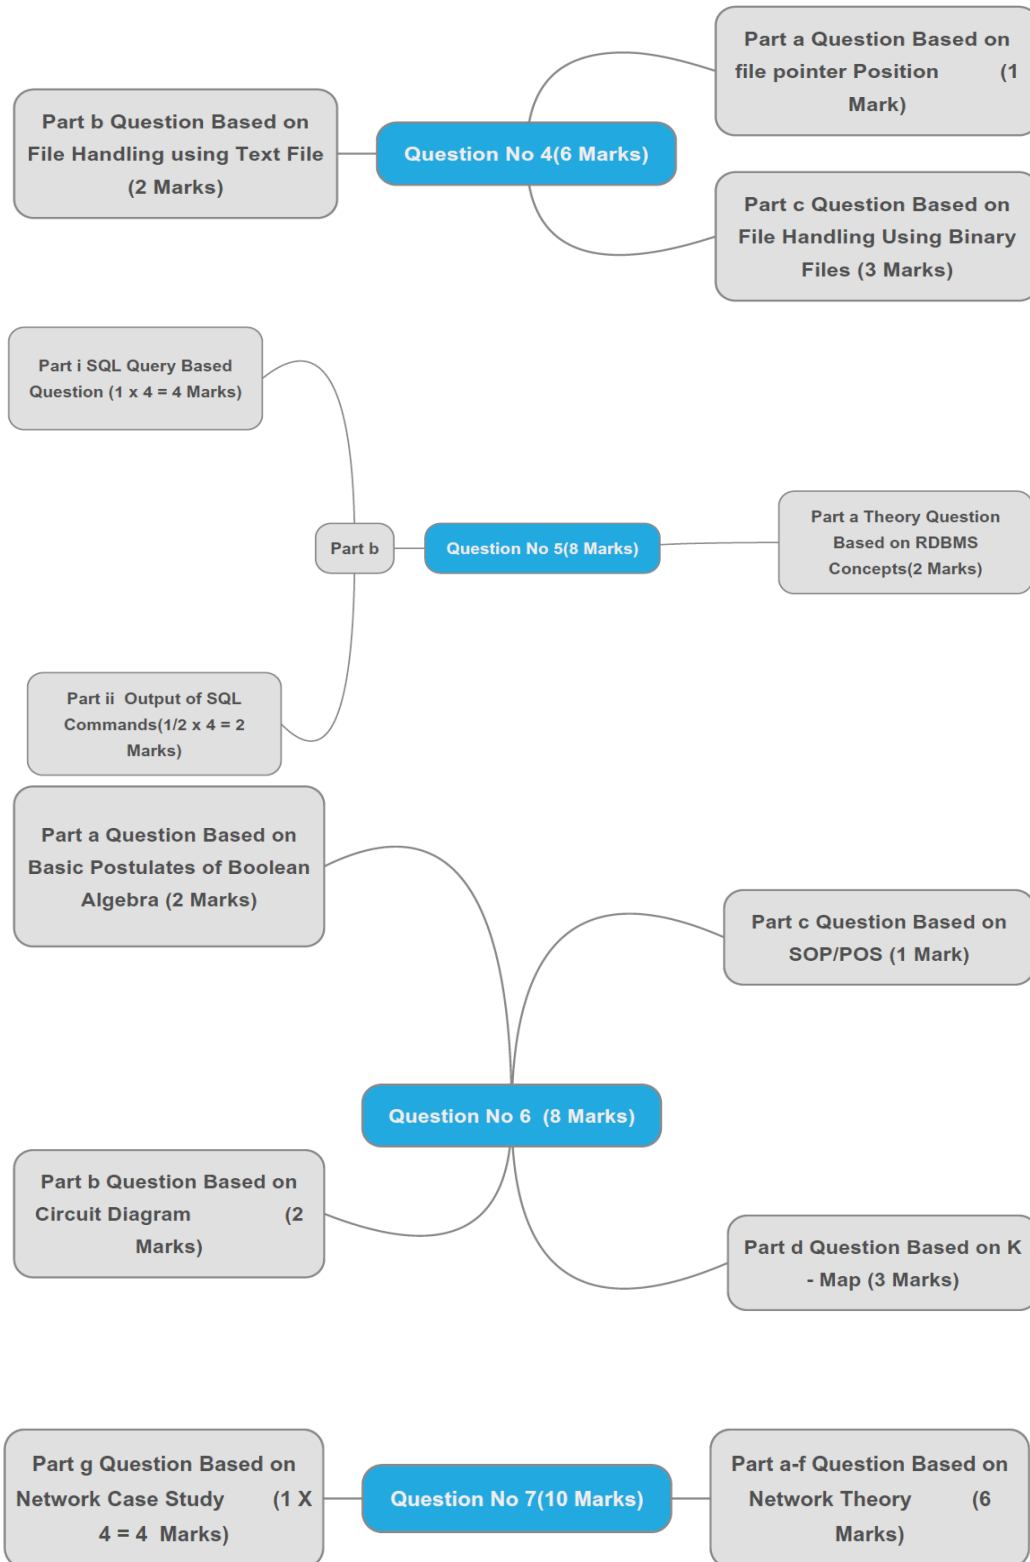 Part a Question Based on
file pointer Position (1
Mark)
Part b Question Based on
File Handling using Text File
(2 Marks)
Question No 4(6 Marks)
Part c Question Based on
File Handling Using Binary
Files (3 Marks)
Part i SQL Query Based
Question (1 x 4 = 4 Marks)
Part b
Question No 5(8 Marks)
Part a Theory Question
Based on RDBMS
Concepts(2 Marks)
Part ii Output of SQL
Commands(1/2 x 4 = 2
Marks)
Part a Question Based on
Basic Postulates of Boolean
Algebra (2 Marks)
Part c Question Based on
SOP/POS (1 Mark)
Question No 6 (8 Marks)
Part b Question Based on
Circuit Diagram (2
Marks)
Part d Question Based on K
- Map (3 Marks)
Part g Question Based on
Network Case Study (1 X
4 = 4 Marks)
Question No 7(10 Marks)
Part a-f Question Based on
Network Theory (6
Marks)